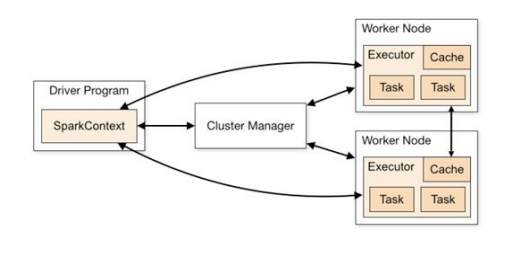 Driver Program
SparkContext
Cluster Manager
Worker Node
Executor
Cache
Task
Task
Worker Node
Executor
Cache
Task
Task